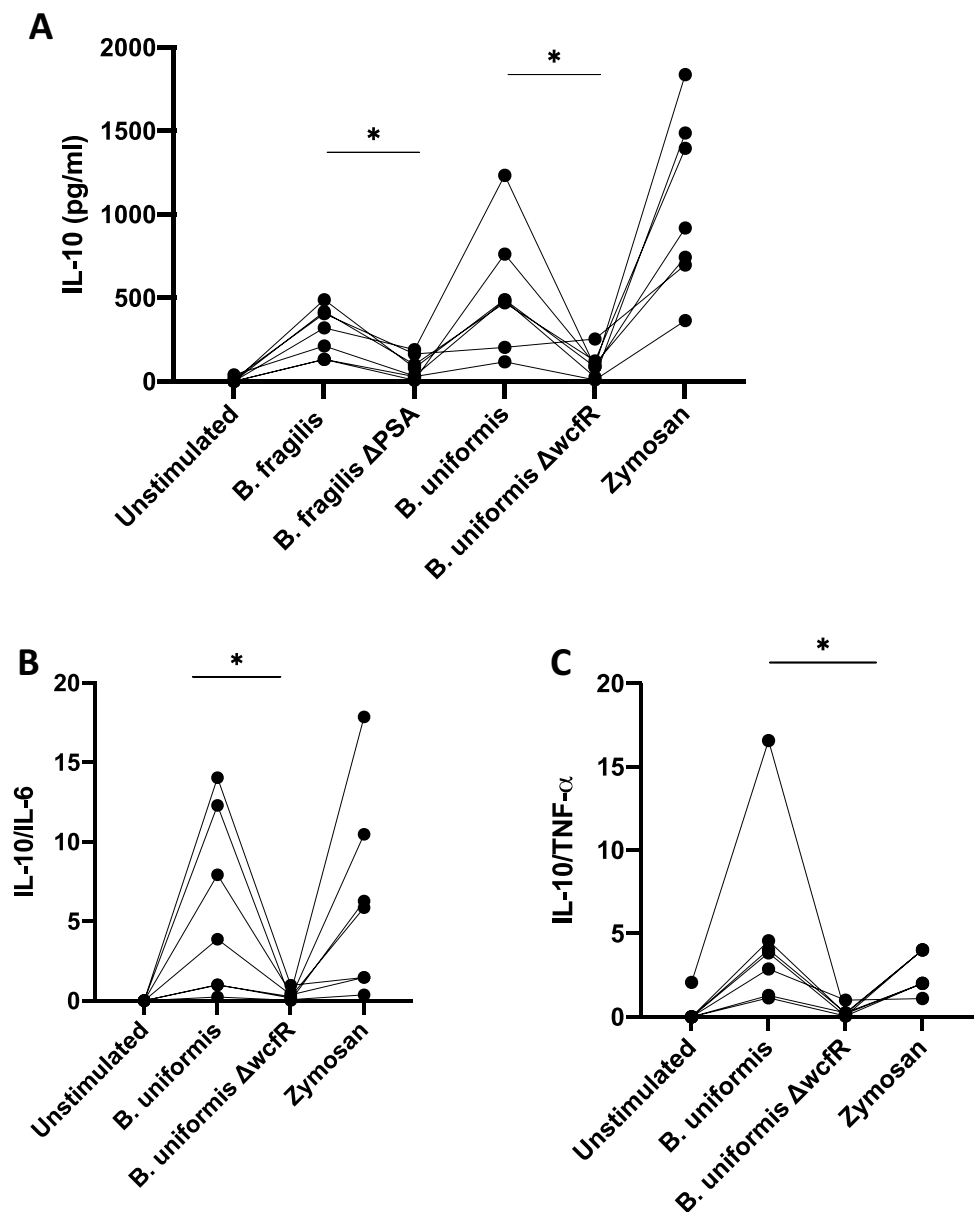 A
*
*
IL-10 (pg/ml)
2000
1500
1000
500
0
Unstimulated
B. fragilis
B. fragilis ΔPSA
B. uniformis
B. uniformis ΔwcfR
Zymosan
B
*
IL-10/IL-6
20
15
10
5
0
Unstimulated
B. uniformis
B. uniformis ΔwcfR
Zymosan
C
*
IL-10/TNF-α
20
15
10
5
0
Unstimulated
B. uniformis
B. uniformis ΔwcfR
Zymosan